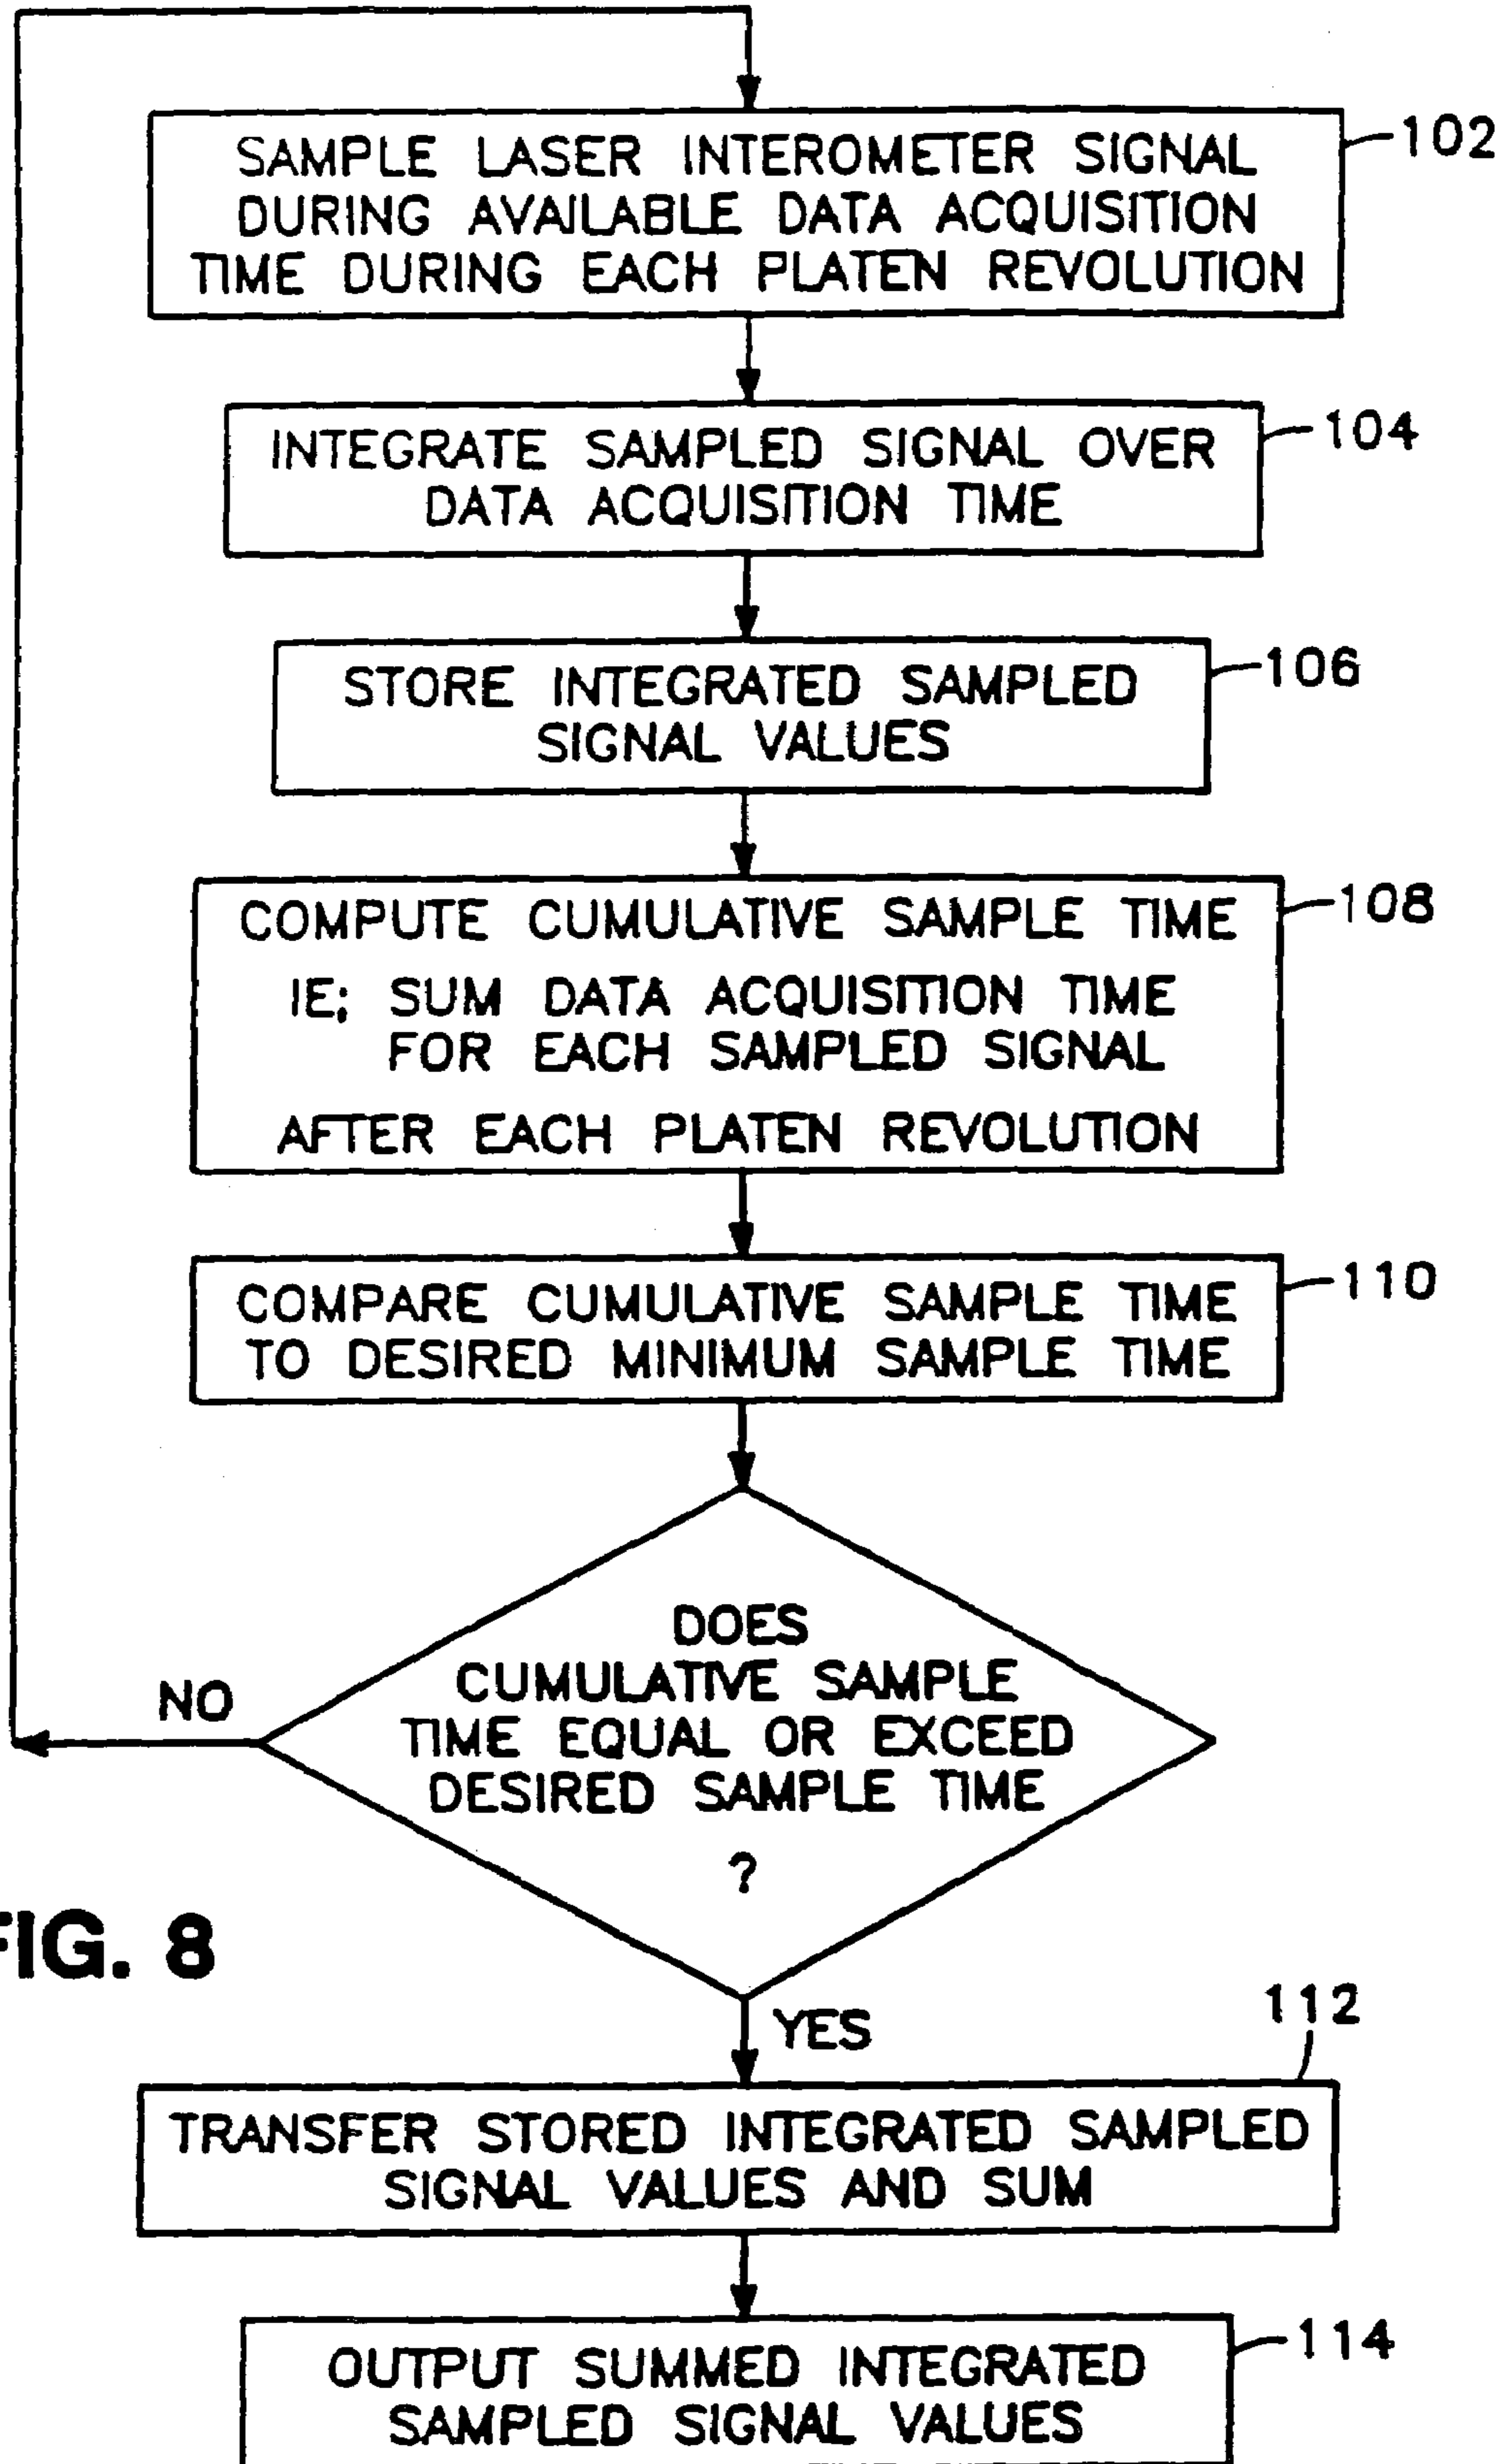 SAMPLE LASER INTEROMETER SIGNAL
DURING AVAILABLE DATA ACQUISITION
TIME DURING EACH PLATEN REVOLUTION
102
INTEGRATE SAMPLED SIGNAL OVER
DATA ACQUISITION TIME
104
STORE INTEGRATED SAMPLED
SIGNAL VALUES
106
COMPUTE CUMULATIVE SAMPLE TIME
IE; SUM DATA ACQUISITION TIME
FOR EACH SAMPLED SIGNAL
AFTER EACH PLATEN REVOLUTION
108
COMPARE CUMULATIVE SAMPLE TIME
TO DESIRED MINIMUM SAMPLE TIME
110
DOES
CUMULATIVE SAMPLE
TIME EQUAL OR EXCEED
DESIRED SAMPLE TIME
?
NO
FIG. 8
YES
112
TRANSFER STORED INTEGRATED SAMPLED
SIGNAL VALUES AND SUM
OUTPUT SUMMED INTEGRATED
SAMPLED SIGNAL VALUES
114